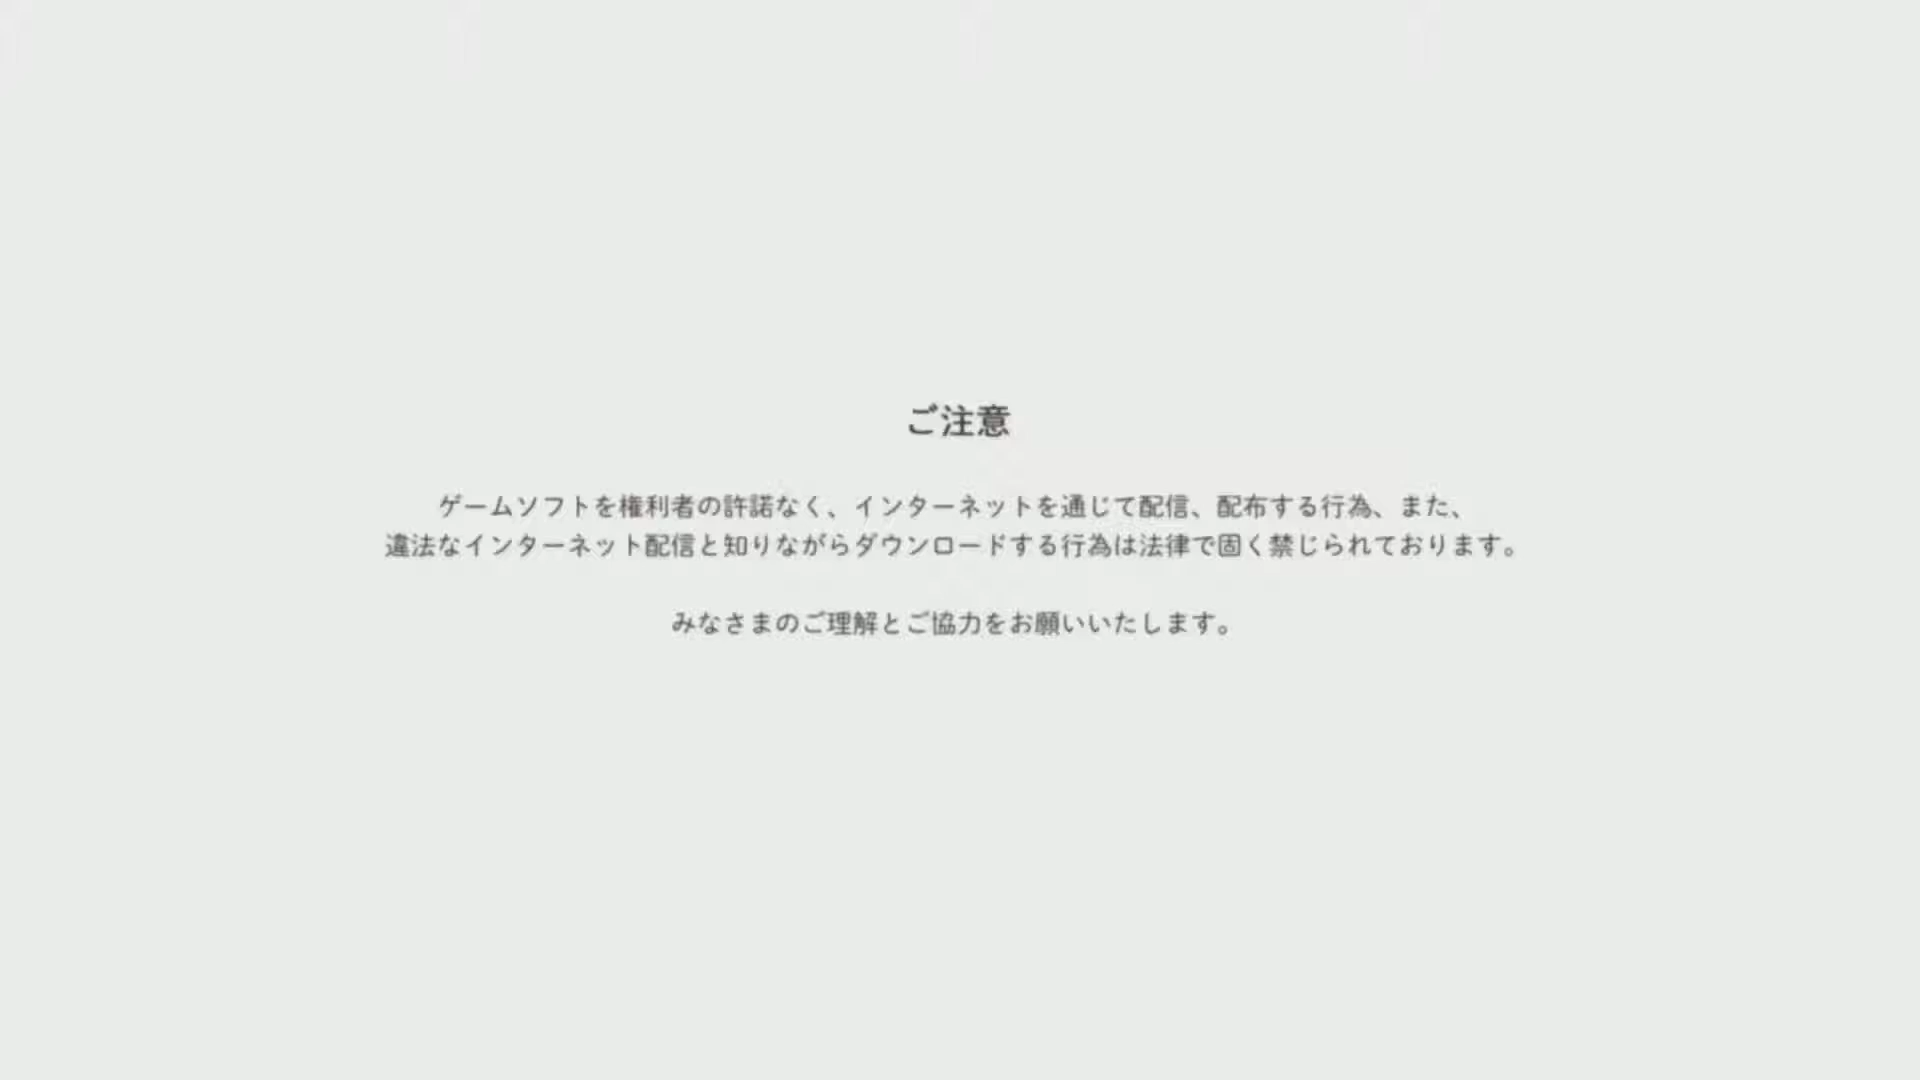 ご注意
ゲームソフトを権利者の許諾なく、インターネットを通じて配信、配布する行為、また、
違法なインターネット配信と知りながらダウンロードする行為は法律で固く禁じられております。
みなさまのご理解とご協力をお願いいたします。